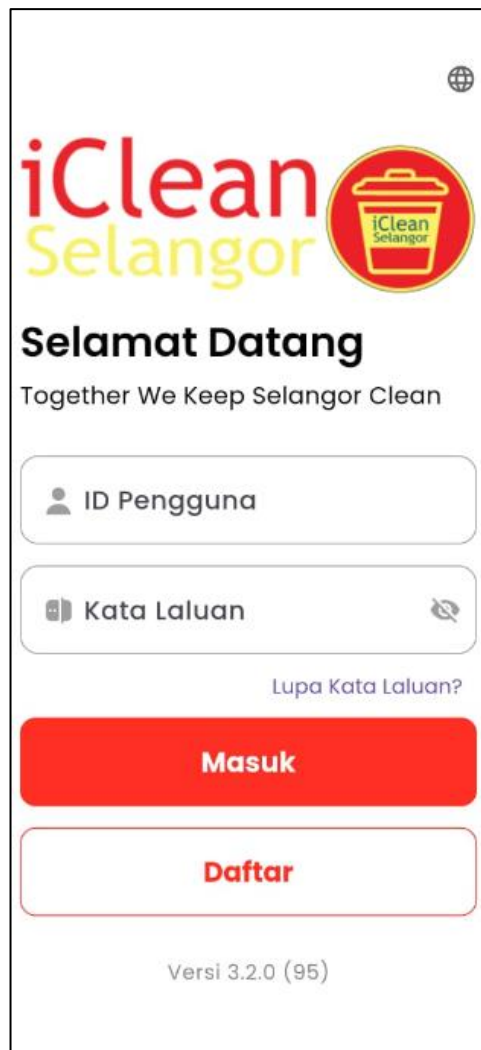 iClean
Selangor
iClean
Selangor
Selamat Datang
Together We Keep Selangor Clean
ID Pengguna
Kata Laluan
Lupa Kata Laluan?
Masuk
Daftar
Versi 3.2.0 (95)